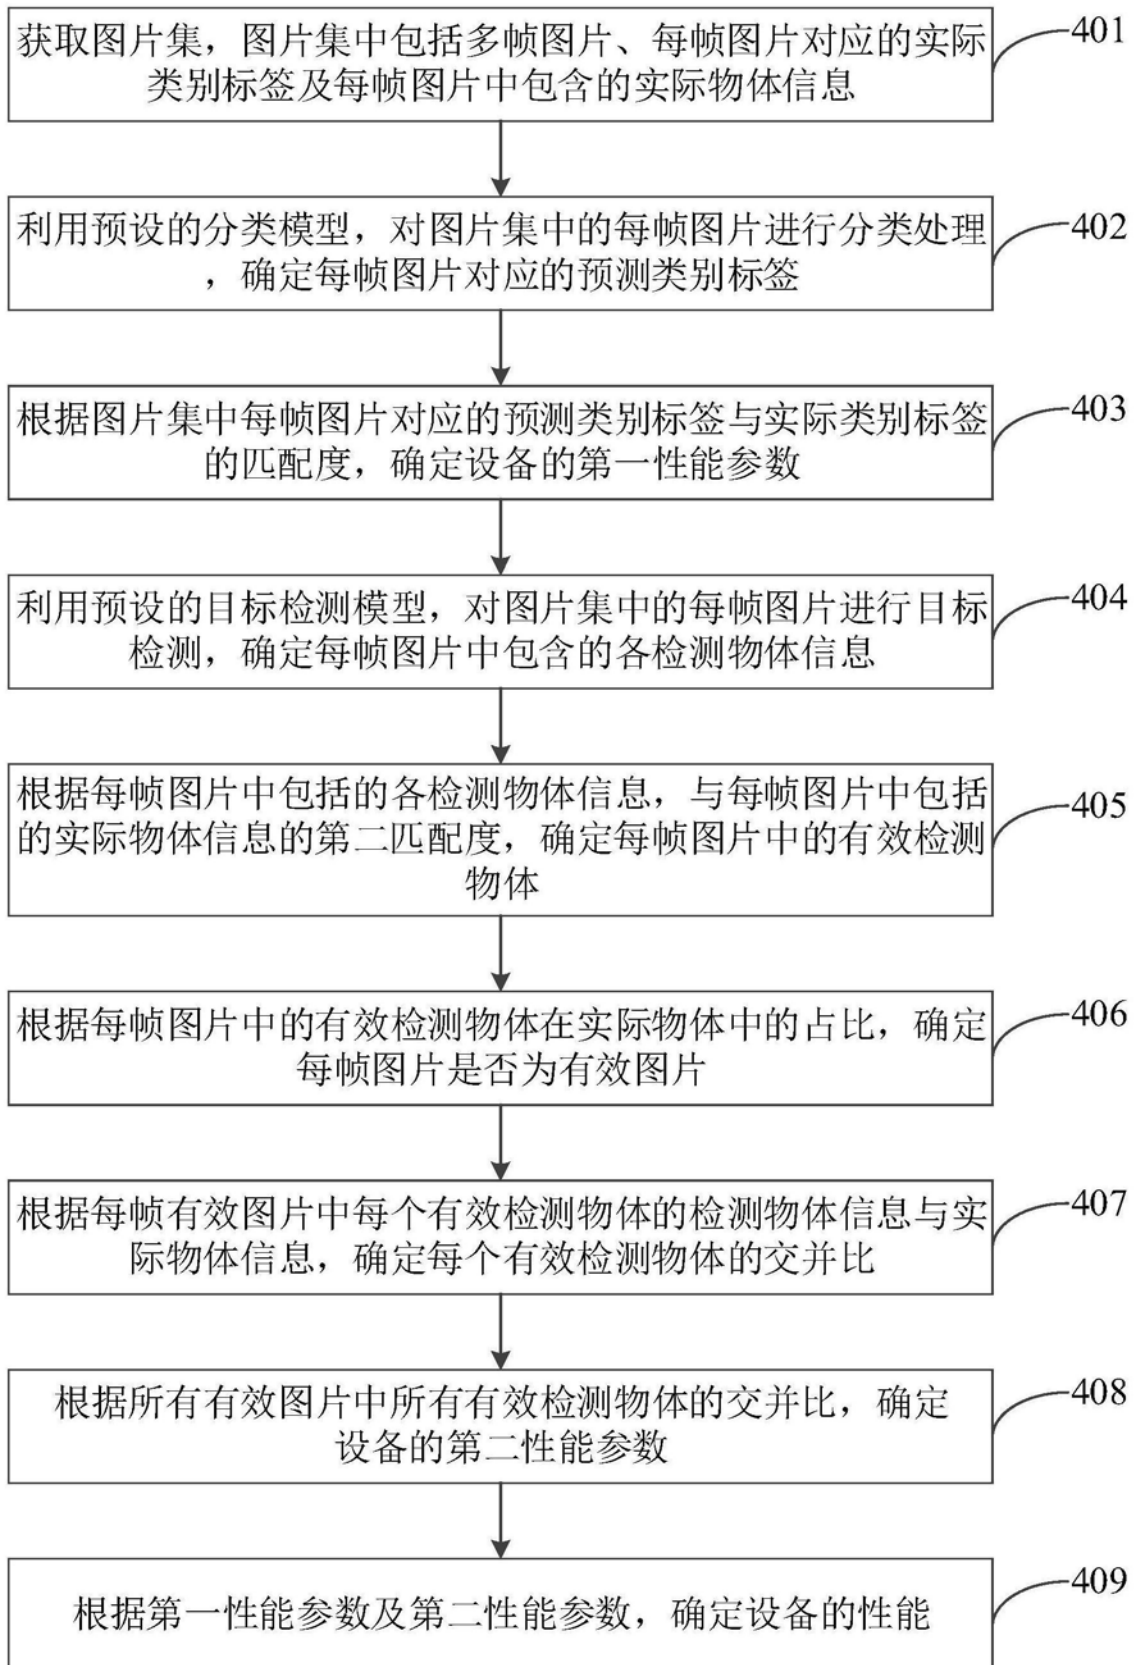 获取图片集，图片集中包括多帧图片、每帧图片对应的实际
类别标签及每帧图片中包含的实际物体信息
401
利用预设的分类模型，对图片集中的每帧图片进行分类处理
，确定每帧图片对应的预测类别标签
402
根据图片集中每帧图片对应的预测类别标签与实际类别标签
的匹配度，确定设备的第一性能参数
403
利用预设的目标检测模型，对图片集中的每帧图片进行目标
检测，确定每帧图片中包含的各检测物体信息
404
根据每帧图片中包括的各检测物体信息，与每帧图片中包括
的实际物体信息的第二匹配度，确定每帧图片中的有效检测
物体
405
根据每帧图片中的有效检测物体在实际物体中的占比，确定
每帧图片是否为有效图片
406
根据每帧有效图片中每个有效检测物体的检测物体信息与实
际物体信息，确定每个有效检测物体的交并比
407
根据所有有效图片中所有有效检测物体的交并比，确定
设备的第二性能参数
408
根据第一性能参数及第二性能参数，确定设备的性能
409